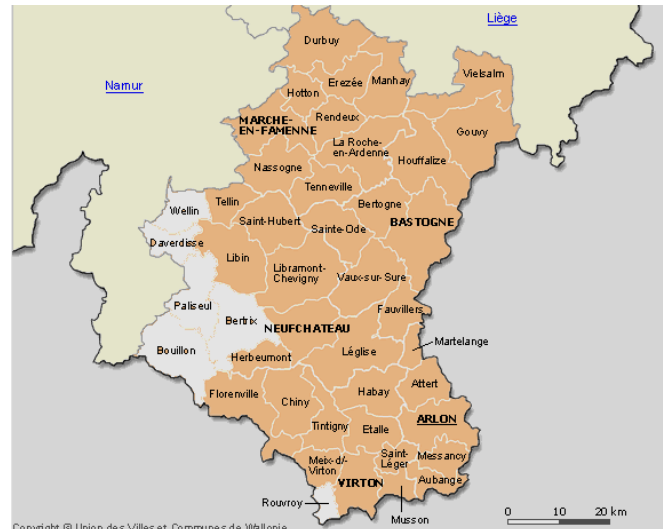 Liège
Durbuy
Namur
Vielsalm
Erezée
Manhay
Hotton
Rendeux
MARCHE-
EN-FAMENNE
Gouvy
La Roche-
en-Ardenne
Houffalize
Nassogne
Tenneville
Tellin
Bertogne
Wellin
Saint-Hubert
BASTOGNE
Sainte-Ode
Daverdisse
Libin
Libramont-
Chevigny
Vaux-sur-Sure
Paliseul
Fauvillers
Bertrix
NEUFCHATEAU
Martelange
Bouillon
Herbeumont
Léglise
Attert
Florenville
Habay
Chiny
ARLON
Tintigny
Etalle
Saint-
Léger
Messancy
Meix-d/-
Virton
VIRTON
Aubange
Rouvroy
0 10 20 km
Musson
Copyright © Union des Villes et Communes de Wallonie